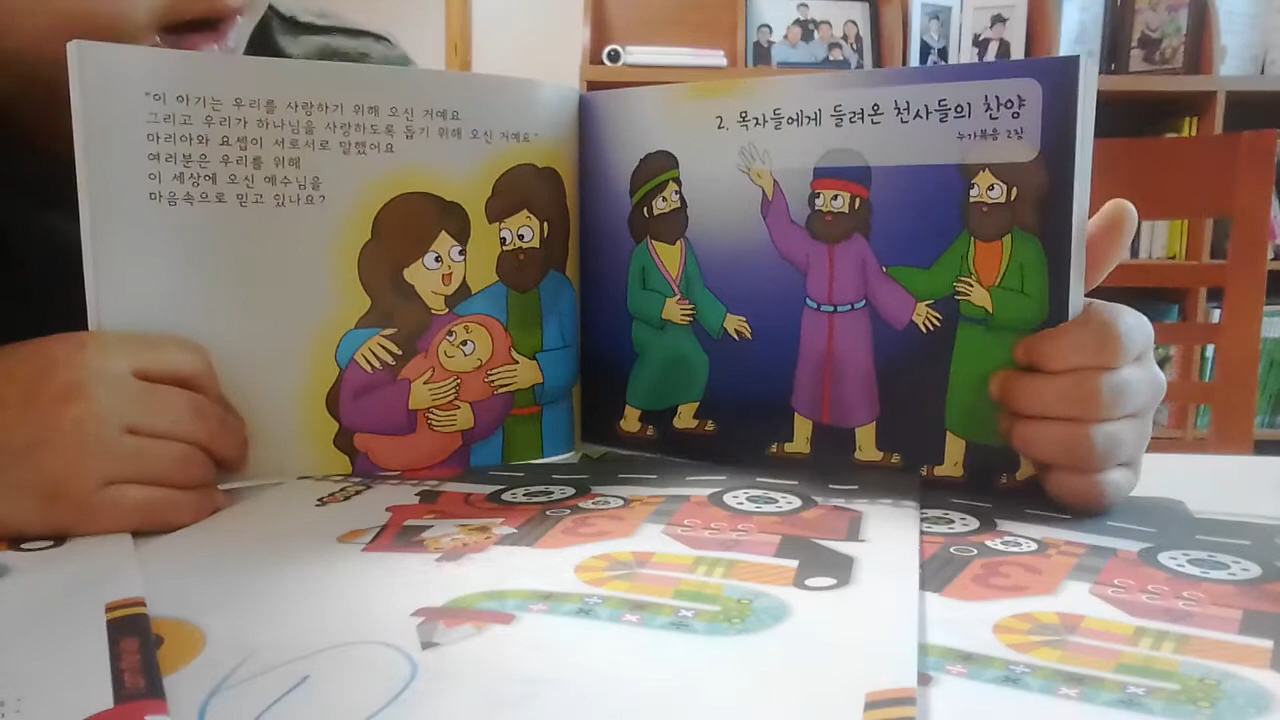 "이 아기는 우리를 사랑하기 위해 오신 거예요
그리고 우리가 하나님을 사랑하도록 돕기 위해 오신 거예요"
마리아와 요셉이 서로서로 말했어요
여러분은 우리를 위해
이 세상에 오신 예수님을
마음속으로 믿고 있나요?
2. 목자들에게 들려온 천사들의 찬양
누가복음 2장
3
3